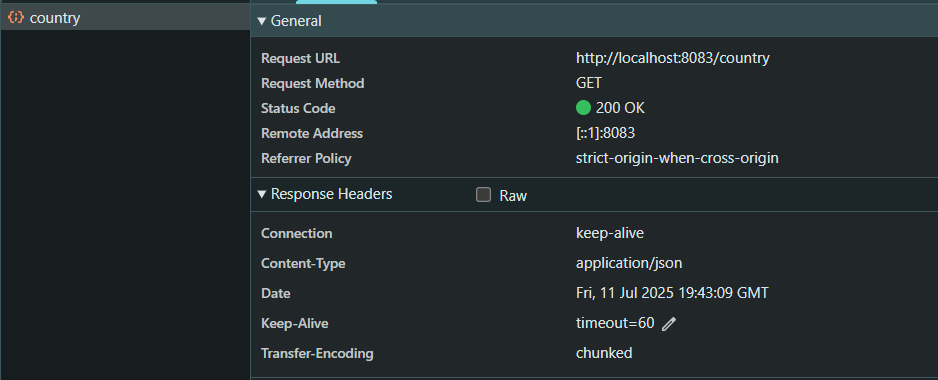 country
General
Request URL http://localhost:8083/country
Request Method GET
Status Code 200 OK
Remote Address [::1]:8083
Referrer Policy strict-origin-when-cross-origin
Response Headers Raw
Connection keep-alive
Content-Type application/json
Date Fri, 11 Jul 2025 19:43:09 GMT
Keep-Alive timeout=60
Transfer-Encoding chunked